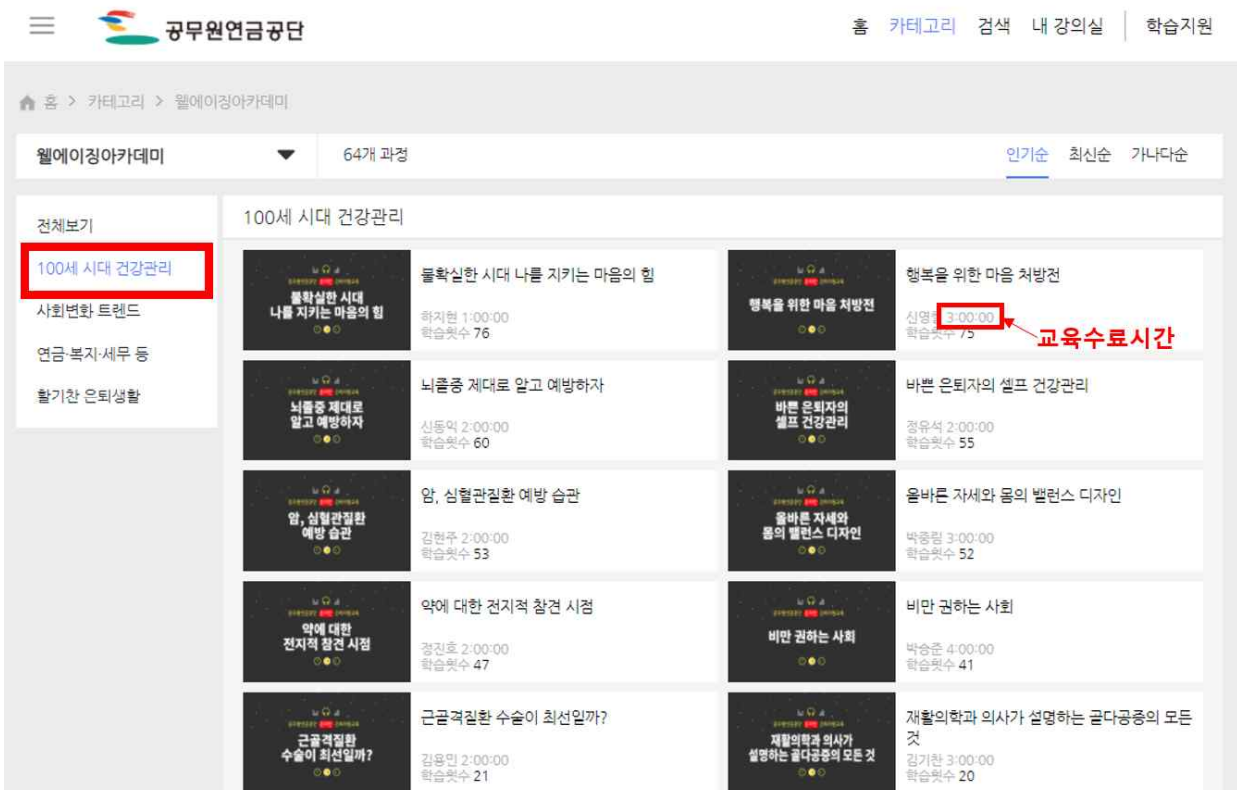 공무원연금공단
홈 카테고리 검색 내 강의실 학습지원
홈 > 카테고리 > 웰에이징아카데미
웰에이징아카데미
64개 과정
인기순 최신순 가나다순
전체보기
100세 시대 건강관리
사회변화 트렌드
연금·복지·세무 등
활기찬 은퇴생활
100세 시대 건강관리
불확실한 시대
나를 지키는 마음의 힘
불확실한 시대 나를 지키는 마음의 힘
하지현 1:00:00
학습횟수 76
행복을 위한 마음 처방전
행복을 위한 마음 처방전
3:00:00
학습횟수 75
교육수료시간
뇌졸중 제대로
알고 예방하자
뇌졸중 제대로 알고 예방하자
신동익 2:00:00
학습횟수 60
바쁜 은퇴자의
셀프 건강관리
바쁜 은퇴자의 셀프 건강관리
정유석 2:00:00
학습횟수 55
암, 심혈관질환
예방 습관
암, 심혈관질환 예방 습관
김현주 2:00:00
학습횟수 53
올바른 자세와
몸의 밸런스 디자인
올바른 자세와 몸의 밸런스 디자인
박중림 3:00:00
학습횟수 52
약에 대한
전지적 참견 시점
약에 대한 전지적 참견 시점
정진호 2:00:00
학습횟수 47
비만 권하는 사회
비만 권하는 사회
박승준 4:00:00
학습횟수 41
근골격질환
수술이 최선일까?
근골격질환 수술이 최선일까?
김용민 2:00:00
학습횟수 21
재활의학과 의사가
설명하는 골다공증의 모든 것
재활의학과 의사가 설명하는 골다공증의 모든
것
김기찬 3:00:00
학습횟수 20